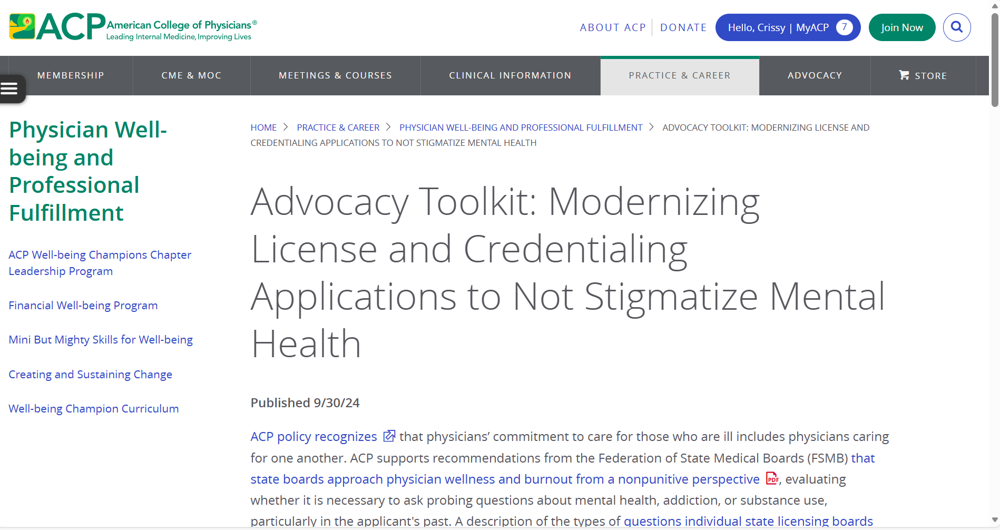 ACP American College of Physicians®
Leading Internal Medicine, Improving Lives
ABOUT ACP
DONATE
Hello, Crissy | MyACP 7
Join Now
MEMBERSHIP
CME & MOC
MEETINGS & COURSES
CLINICAL INFORMATION
PRACTICE & CAREER
ADVOCACY
STORE
Physician Well-
being and
Professional
Fulfillment
ACP Well-being Champions Chapter
Leadership Program
Financial Well-being Program
Mini But Mighty Skills for Well-being
Creating and Sustaining Change
Well-being Champion Curriculum
HOME > PRACTICE & CAREER > PHYSICIAN WELL-BEING AND PROFESSIONAL FULFILLMENT > ADVOCACY TOOLKIT: MODERNIZING LICENSE AND
CREDENTIALING APPLICATIONS TO NOT STIGMATIZE MENTAL HEALTH
Advocacy Toolkit: Modernizing
License and Credentialing
Applications to Not Stigmatize Mental
Health
Published 9/30/24
ACP policy recognizes that physicians’ commitment to care for those who are ill includes physicians caring
for one another. ACP supports recommendations from the Federation of State Medical Boards (FSMB) that
state boards approach physician wellness and burnout from a nonpunitive perspective PDF, evaluating
whether it is necessary to ask probing questions about mental health, addiction, or substance use,
particularly in the applicant's past. A description of the types of questions individual state licensing boards